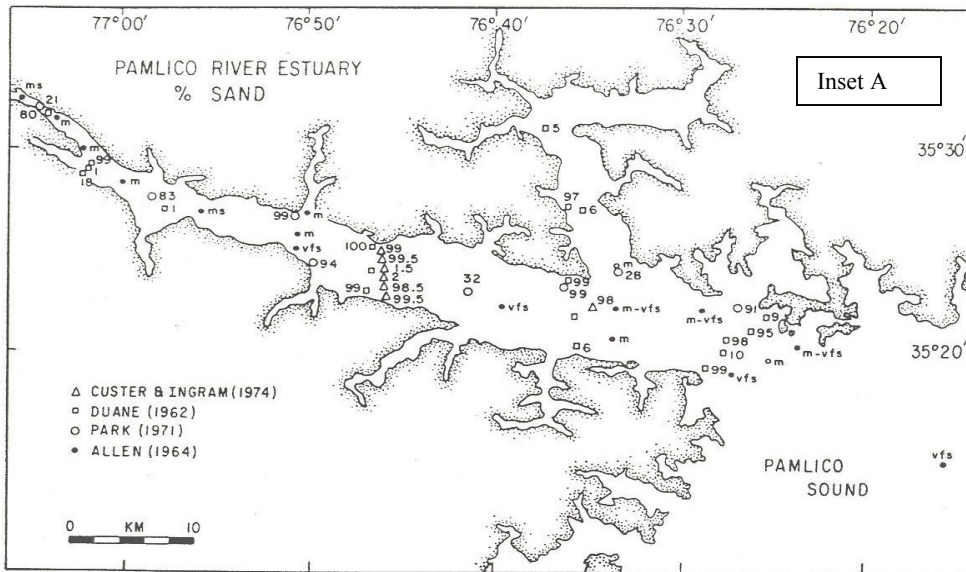 77°00' 76°50' 76°40' 76°30' 76°20'
PAMLICO RIVER ESTUARY
% SAND
Inset A
ms
21
80
m
m
99
1
18
m
83
1
ms
99
m
m
vfs
94
100
99
99.5
1.5
2
98.5
99.5
99
32
vfs
5
97
6
m
28
99
99
98
m-vfs
m
6
m-vfs
91
9
95
98
10
99
m-vfs
m
vfs
35°30'
35°20'
△ CUSTER & INGRAM (1974)
□ DUANE (1962)
○ PARK (1971)
• ALLEN (1964)
0 KM 10
PAMLICO
SOUND
vfs